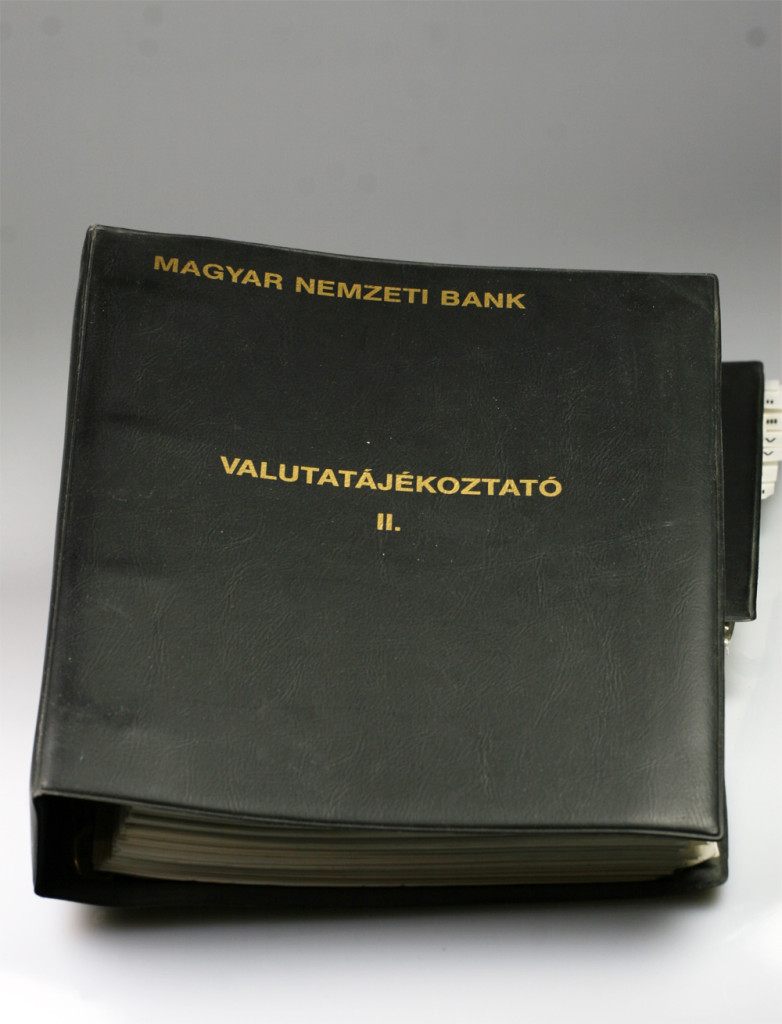 MAGYAR NEMZETI BANK
VALUTATÁJÉKOZTATÓ
II.